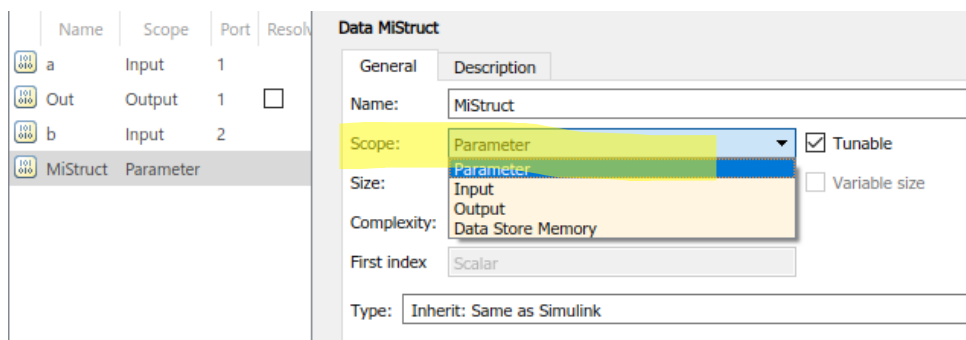 Name Scope Port Resolv
a Input 1
Out Output 1
b Input 2
MiStruct Parameter
Data MiStruct
General Description
Name: MiStruct
Scope: Parameter Tunable
Parameter
Size: Input Variable size
Output
Complexity: Data Store Memory
First index Scalar
Type: Inherit: Same as Simulink